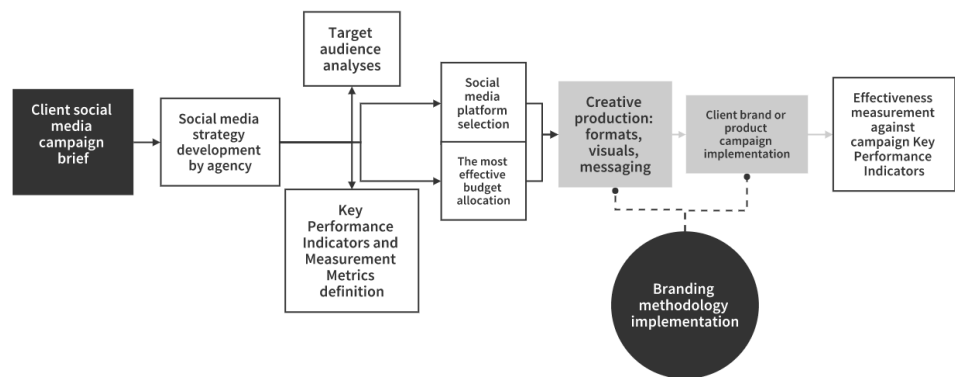 Client social
media
campaign
brief
Social media
strategy
development
by agency
Target
audience
analyses
Key
Performance
Indicators and
Measurement
Metrics
definition
Social
media
platform
selection
The most
effective
budget
allocation
Creative
production:
formats,
visuals,
messaging
Client brand or
product
campaign
implementation
Effectiveness
measurement
against
campaign Key
Performance
Indicators
Branding
methodology
implementation